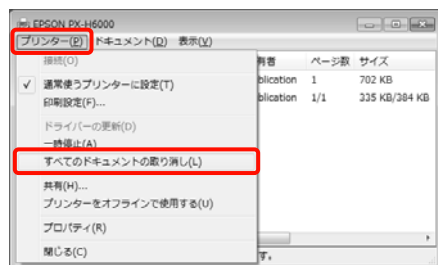 EPSON PX-H6000
プリンター(P) ドキュメント(D) 表示(V)
接続(O)
有者 ページ数 サイズ
✓ 通常使うプリンターに設定(T)
blication 1 702 KB
印刷設定(F)...
blication 1/1 335 KB/384 KB
ドライバーの更新(D)
一時停止(A)
すべてのドキュメントの取り消し(L)
共有(H)...
プリンターをオフラインで使用する(U)
プロパティ(R)
閉じる(C)
す。